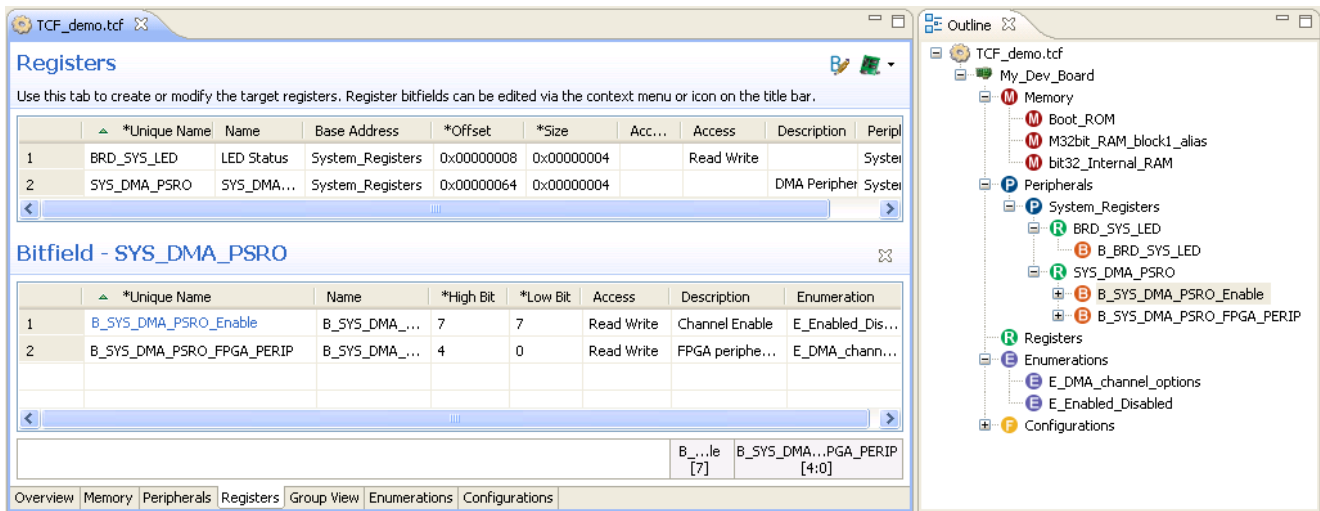 TCF_demo.tcf
Registers
Use this tab to create or modify the target registers. Register bitfields can be edited via the context menu or icon on the title bar.
*Unique Name Name Base Address *Offset *Size Acc... Access Description Peripl
1 BRD_SYS_LED LED Status System_Registers 0x00000008 0x00000004 Read Write System
2 SYS_DMA_PSRO SYS_DMA... System_Registers 0x00000064 0x00000004 DMA Peripher System
Bitfield - SYS_DMA_PSRO
*Unique Name Name *High Bit *Low Bit Access Description Enumeration
1 B_SYS_DMA_PSRO_Enable B_SYS_DMA_... 7 7 Read Write Channel Enable E_Enabled_Dis...
2 B_SYS_DMA_PSRO_FPGA_PERIP B_SYS_DMA_... 4 0 Read Write FPGA periphe... E_DMA_chann...
B_...le B_SYS_DMA...PGA_PERIP
[7] [4:0]
Overview Memory Peripherals Registers Group View Enumerations Configurations
Outline
TCF_demo.tcf
My_Dev_Board
M Memory
M Boot_ROM
M M32bit_RAM_block1_alias
M bit32_Internal_RAM
P Peripherals
P System_Registers
R BRD_SYS_LED
B B_BRD_SYS_LED
R SYS_DMA_PSRO
B B_SYS_DMA_PSRO_Enable
B B_SYS_DMA_PSRO_FPGA_PERIP
R Registers
E Enumerations
E E_DMA_channel_options
E E_Enabled_Disabled
F Configurations